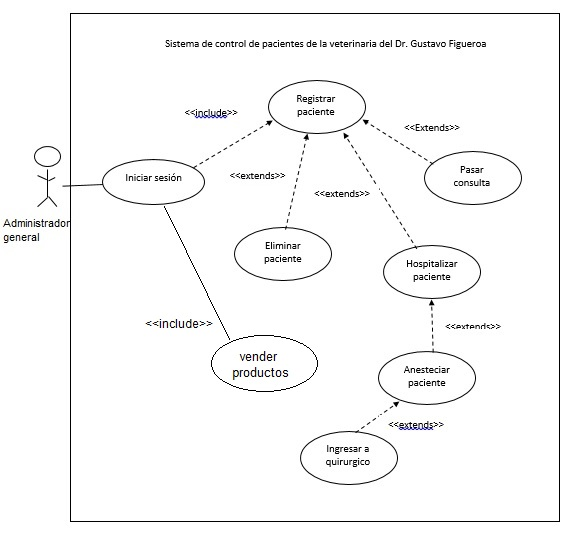 Sistema de control de pacientes de la veterinaria del Dr. Gustavo Figueroa
Registrar
paciente
<<include>>
<<Extends>>
Iniciar sesión
<<extends>>
<<extends>>
Pasar
consulta
Administrador
general
Eliminar
paciente
Hospitalizar
paciente
<<include>>
<<extends>>
vender
productos
Anesteciar
paciente
<<extends>>
Ingresar a
quirurgico